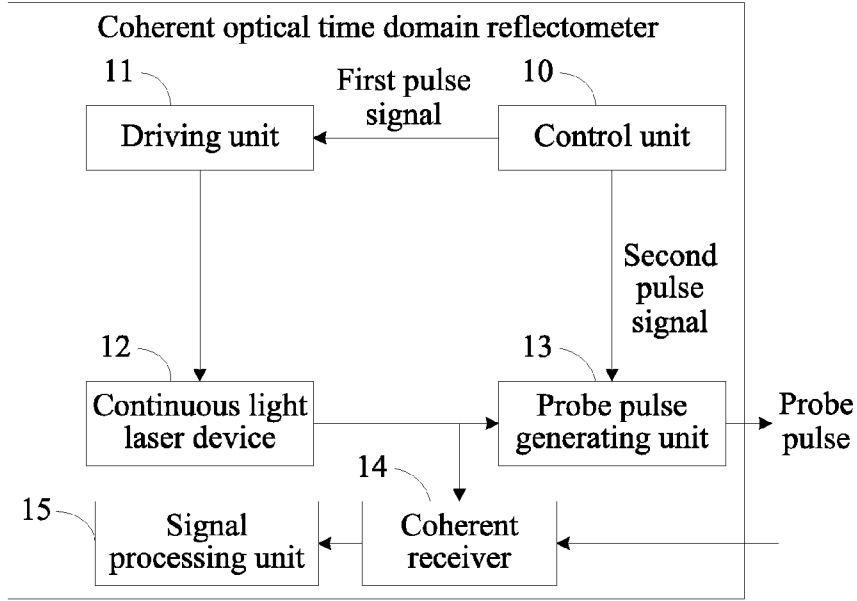 Coherent optical time domain reflectometer
11
First pulse
signal
10
Driving unit
Control unit
Second
pulse
signal
12
13
Continuous light
laser device
Probe pulse
generating unit
Probe
pulse
14
15
Signal
processing unit
Coherent
receiver